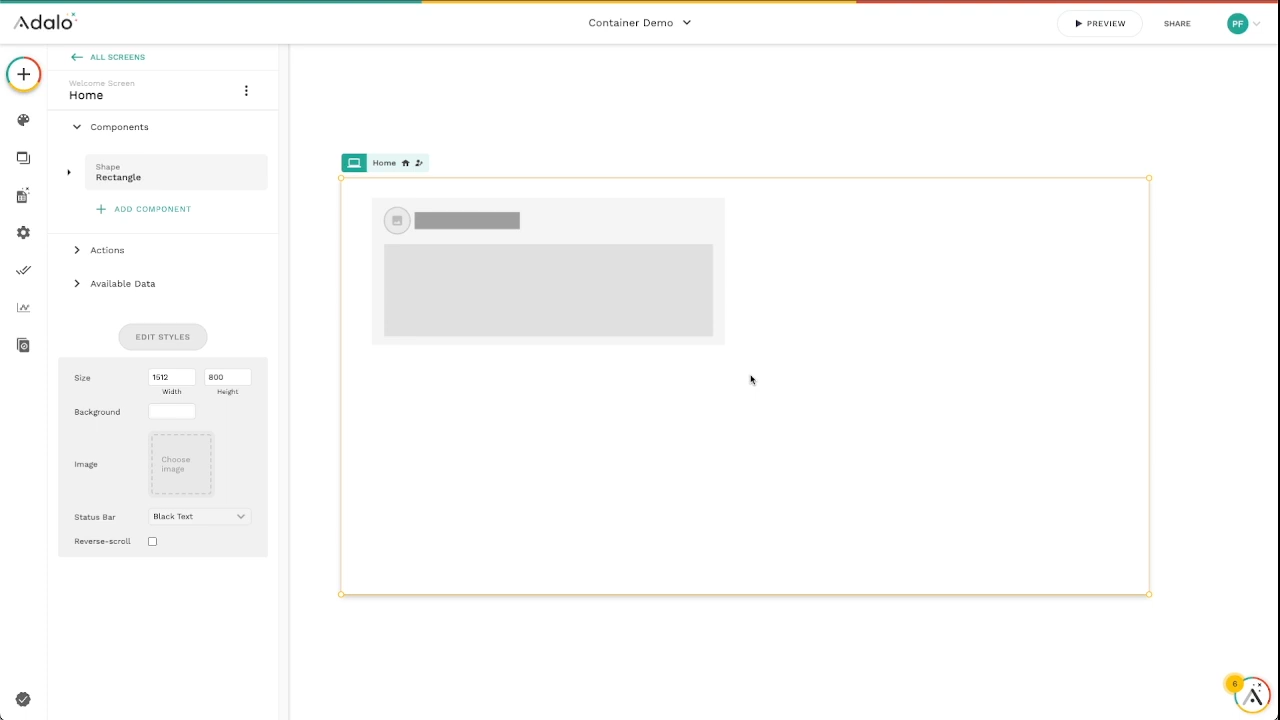 Adalo
Container Demo
PREVIEW
SHARE
PF
ALL SCREENS
Welcome Screen
Home
Components
Shape
Rectangle
ADD COMPONENT
Actions
Available Data
EDIT STYLES
Size
1512
800
Width
Height
Background
Image
Choose
image
Status Bar
Black Text
Reverse-scroll
Home
6